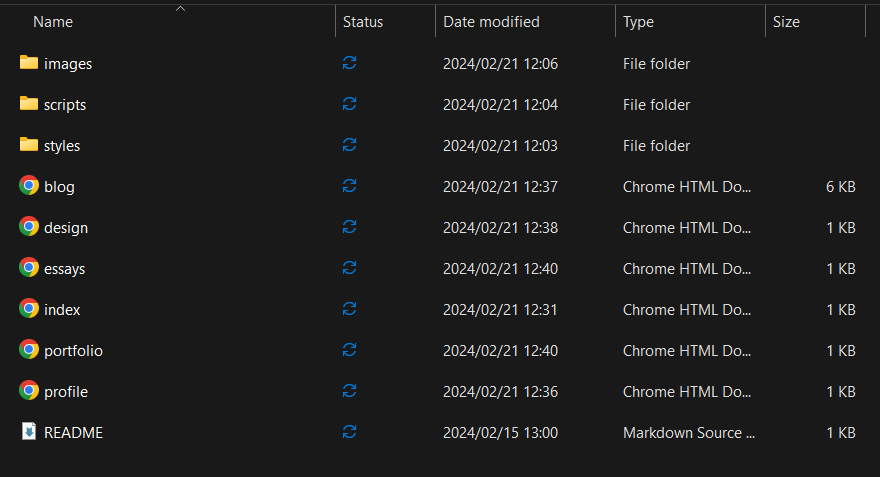 Name Status Date modified Type Size
images 2024/02/21 12:06 File folder
scripts 2024/02/21 12:04 File folder
styles 2024/02/21 12:03 File folder
blog 2024/02/21 12:37 Chrome HTML Do... 6 KB
design 2024/02/21 12:38 Chrome HTML Do... 1 KB
essays 2024/02/21 12:40 Chrome HTML Do... 1 KB
index 2024/02/21 12:31 Chrome HTML Do... 1 KB
portfolio 2024/02/21 12:40 Chrome HTML Do... 1 KB
profile 2024/02/21 12:36 Chrome HTML Do... 1 KB
README 2024/02/15 13:00 Markdown Source ... 1 KB